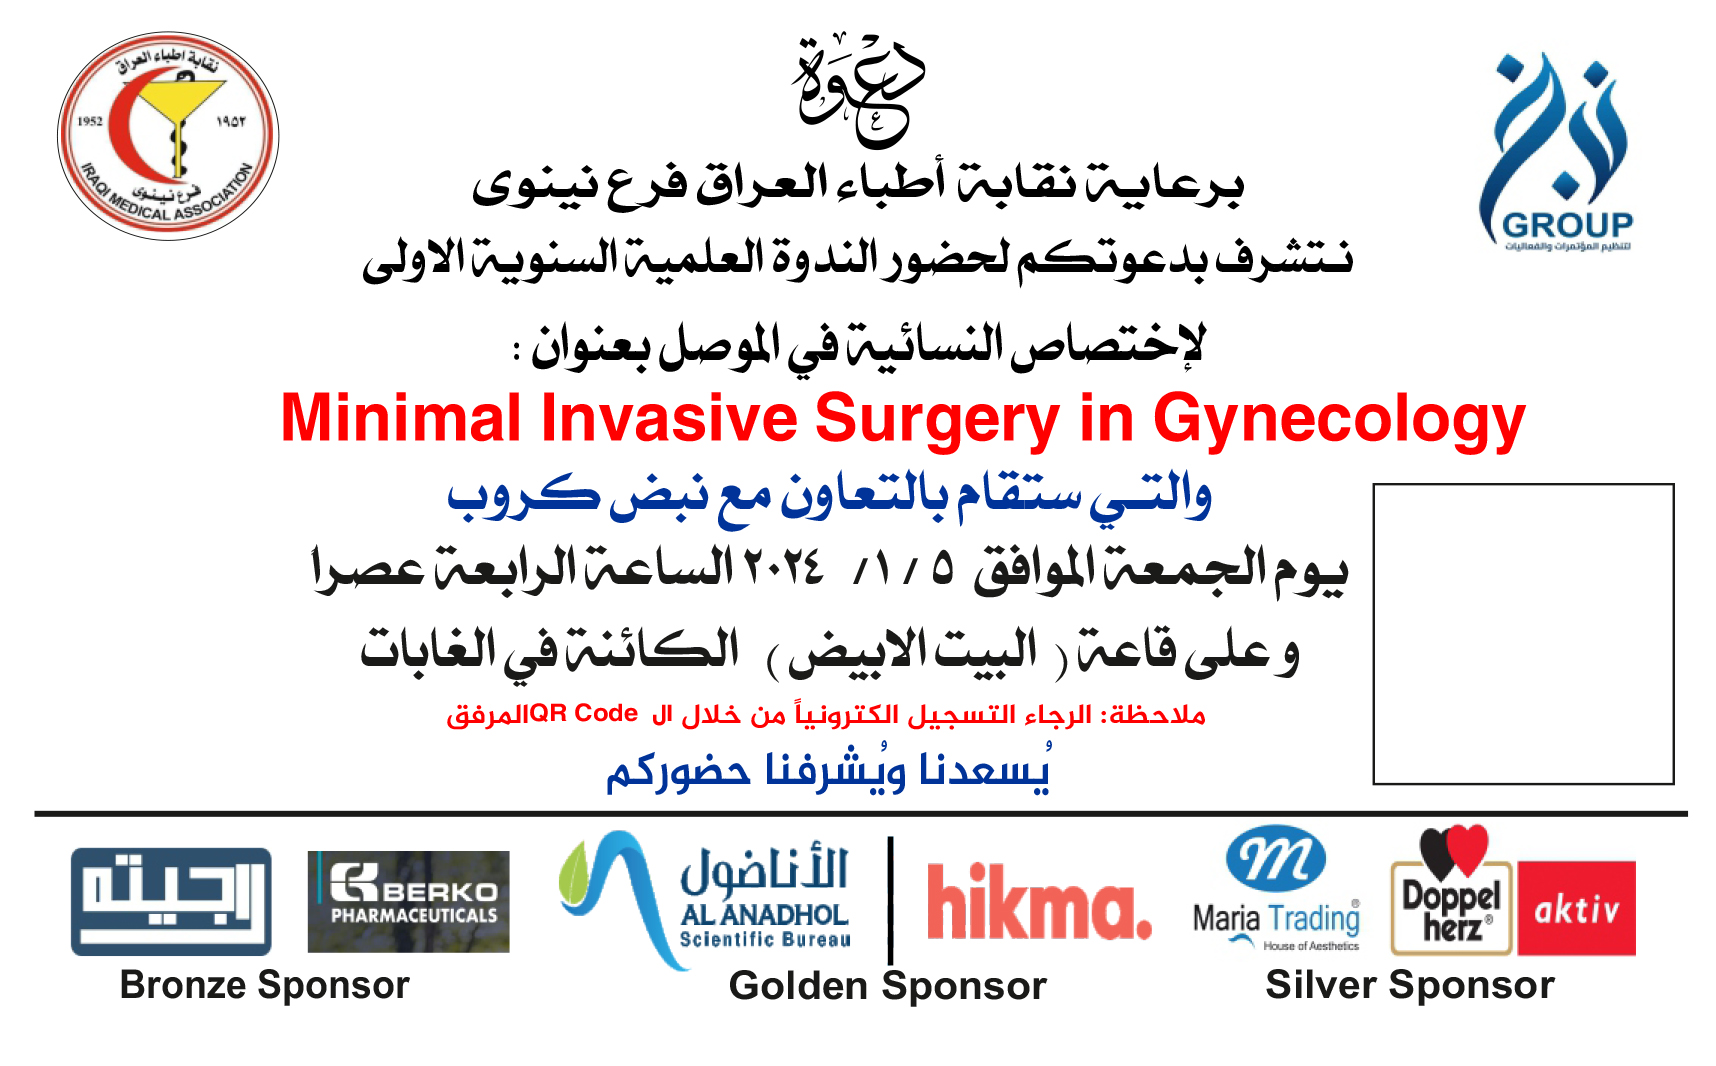 نقابة اطباء العراق
1952
١٩٥٢
فرع نينوى
IRAQI MEDICAL ASSOCIATION
دعوة
نبض
GROUP
لتنظيم المؤتمرات والفعاليات
برعاية نقابة أطباء العراق فرع نينوى
نتشرف بدعوتكم لحضور الندوة العلمية السنوية الاولى
لإختصاص النسائية في الموصل بعنوان :
Minimal Invasive Surgery in Gynecology
والتي ستقام بالتعاون مع نبض كروب
يوم الجمعة الموافق ٥ / ١/ ٢٠٢٤ الساعة الرابعة عصراً
و على قاعة ( البيت الابيض ) الكائنة في الغابات
ملاحظة: الرجاء التسجيل الكترونياً من خلال ال QR Code المرفق
يُسعدنا ويُشرفنا حضوركم
BERKO
PHARMACEUTICALS
Bronze Sponsor
الأناضول
AL ANADHOL
Scientific Bureau
hikma.
Golden Sponsor
m
Maria Trading®
House of Aesthetics
Doppel
herz®
aktiv
Silver Sponsor